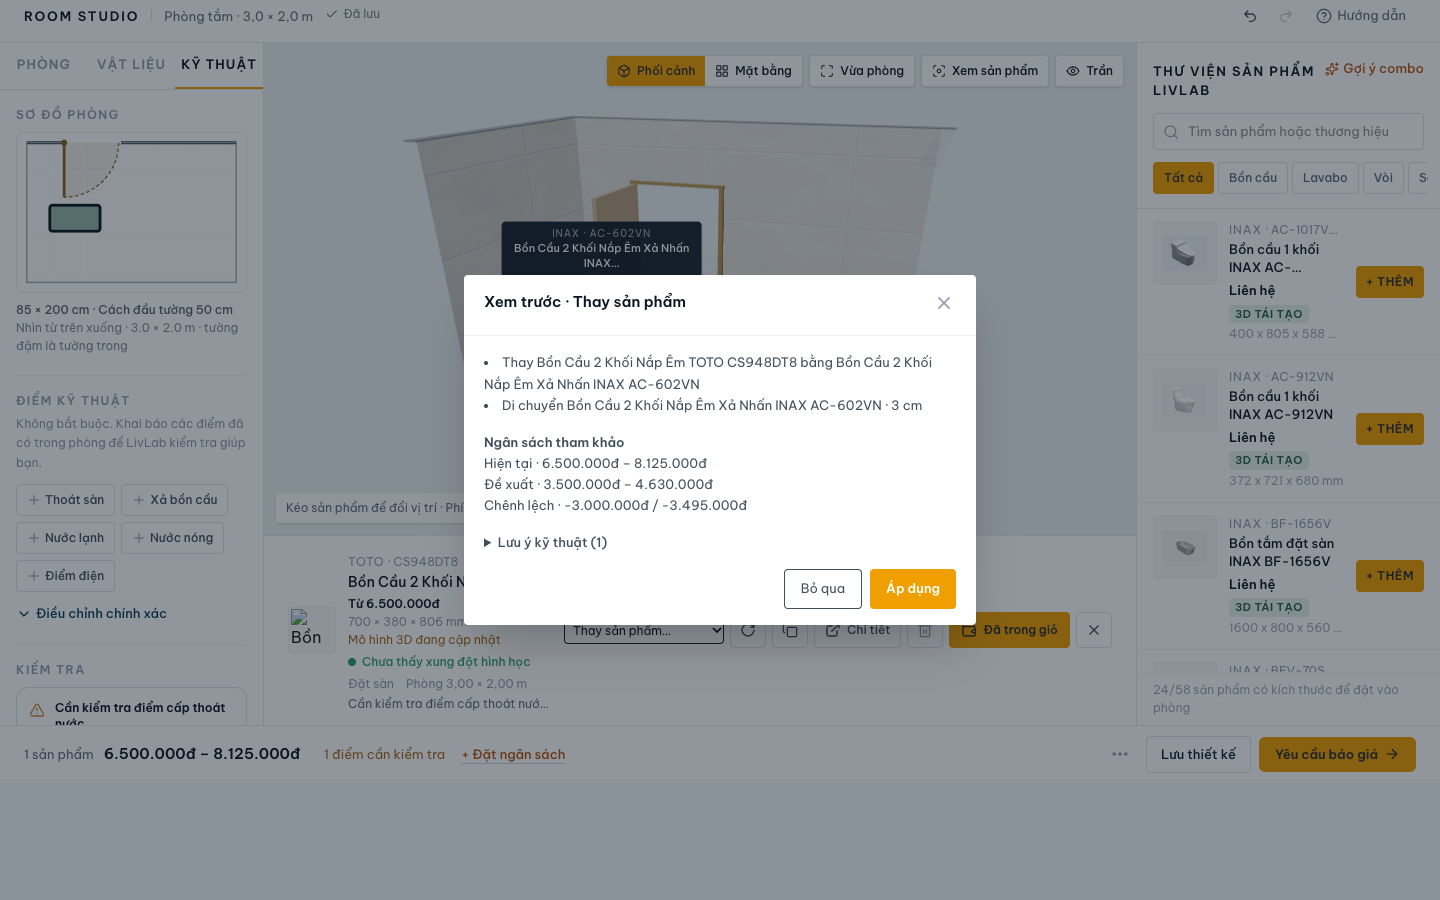 ROOM STUDIO
Phòng tắm · 3,0 × 2,0 m
Đã lưu
Hướng dẫn
PHÒNG
VẬT LIỆU
KỸ THUẬT
SƠ ĐỒ PHÒNG
85 × 200 cm · Cách đầu tường 50 cm
Nhìn từ trên xuống · 3.0 × 2.0 m · tường
đậm là tường trong
ĐIỂM KỸ THUẬT
Không bắt buộc. Khai báo các điểm đã
có trong phòng để LivLab kiểm tra giúp
bạn.
Thoát sàn
Xả bồn cầu
Nước lạnh
Nước nóng
Điểm điện
Điều chỉnh chính xác
KIỂM TRA
Cần kiểm tra điểm cấp thoát
nước
Phối cảnh
Mặt bằng
Vừa phòng
Xem sản phẩm
Trần
INAX · AC-602VN
Bồn Cầu 2 Khối Nắp Êm Xả Nhấn
INAX...
Kéo sản phẩm để đổi vị trí · Phí
Xem trước · Thay sản phẩm
• Thay Bồn Cầu 2 Khối Nắp Êm TOTO CS948DT8 bằng Bồn Cầu 2 Khối
Nắp Êm Xả Nhấn INAX AC-602VN
• Di chuyển Bồn Cầu 2 Khối Nắp Êm Xả Nhấn INAX AC-602VN · 3 cm
Ngân sách tham khảo
Hiện tại · 6.500.000đ – 8.125.000đ
Đề xuất · 3.500.000đ – 4.630.000đ
Chênh lệch · -3.000.000đ / -3.495.000đ
Lưu ý kỹ thuật (1)
Bỏ qua
Áp dụng
Bồn
TOTO · CS948DT8
Bồn Cầu 2 Khối N
Từ 6.500.000đ
700 × 380 × 806 mm
Mô hình 3D đang cập nhật
Chưa thấy xung đột hình học
Đặt sàn Phòng 3,00 × 2,00 m
Cần kiểm tra điểm cấp thoát nướ...
Thay sản phẩm...
Chi tiết
Đã trong giỏ
THƯ VIỆN SẢN PHẨM
LIVLAB
Gợi ý combo
Tìm sản phẩm hoặc thương hiệu
Tất cả
Bồn cầu
Lavabo
Vòi
INAX · AC-1017V...
Bồn cầu 1 khối
INAX AC-...
Liên hệ
3D TÁI TẠO
400 x 805 x 588 ...
+ THÊM
INAX · AC-912VN
Bồn cầu 1 khối
INAX AC-912VN
Liên hệ
3D TÁI TẠO
372 x 721 x 680 mm
+ THÊM
INAX · BF-1656V
Bồn tắm đặt sàn
INAX BF-1656V
Liên hệ
3D TÁI TẠO
1600 x 800 x 560 ...
+ THÊM
INAX · BFV-70S
24/58 sản phẩm có kích thước để đặt vào
phòng
1 sản phẩm
6.500.000đ – 8.125.000đ
1 điểm cần kiểm tra
+ Đặt ngân sách
Lưu thiết kế
Yêu cầu báo giá